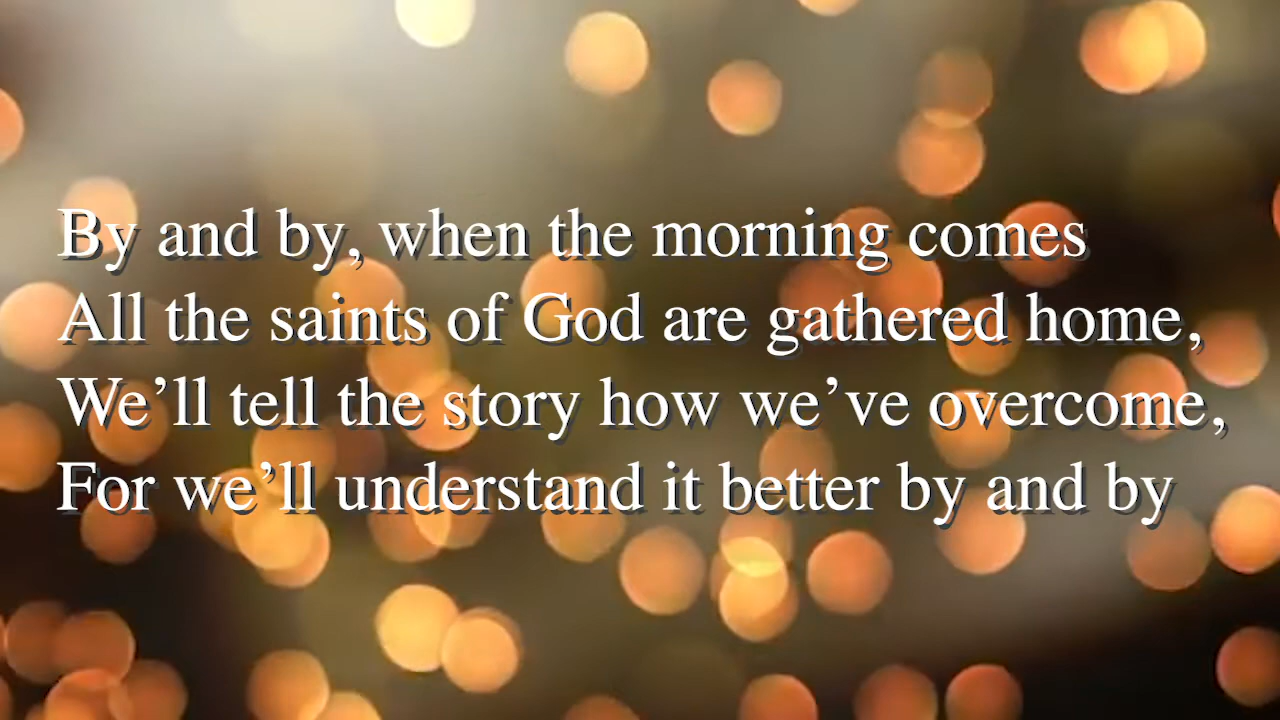 By and by, when the morning comes
All the saints of God are gathered home,
We’ll tell the story how we’ve overcome,
For we’ll understand it better by and by